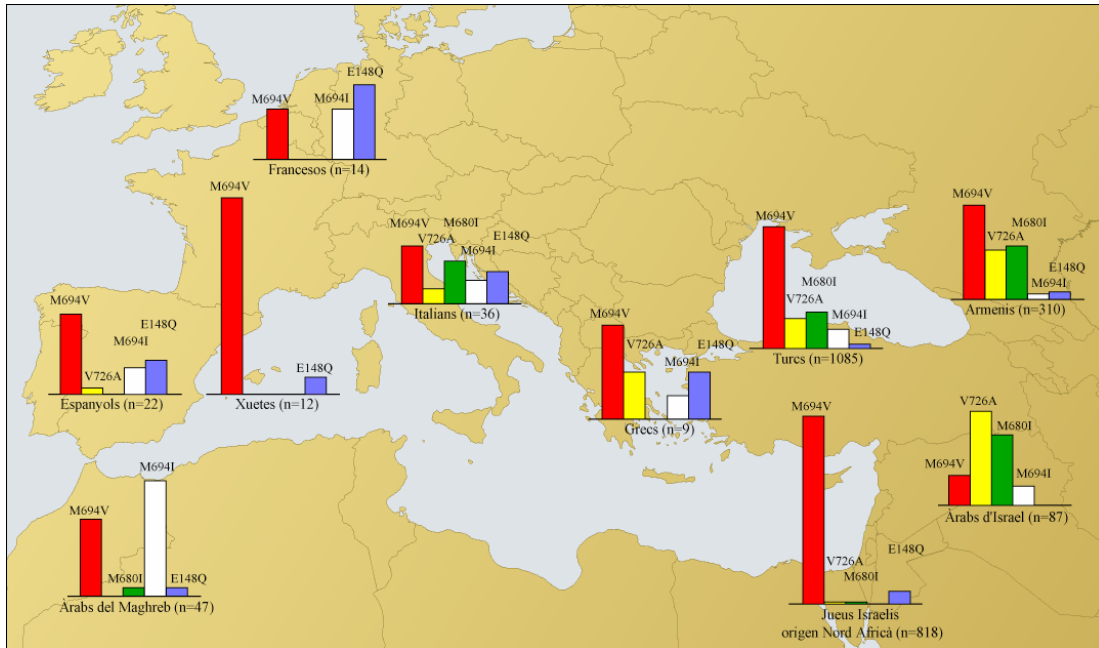 E148Q
M694V
M694I
Francesos (n=14)
M694V
E148Q
Xuetes (n=12)
M694V
V726A
M680I
M694I
E148Q
Italians (n=36)
M694V
V726A
M680I
M694I
E148Q
Turcs (n=1085)
M694V
V726A
M680I
M694I
E148Q
Armenis (n=310)
M694V
V726A
M694I
E148Q
Espanyols (n=22)
M694V
V726A
M694I
E148Q
Grecs (n=9)
M694V
V726A
M680I
M694I
Àrabs d'Israel (n=87)
M694V
M680I
M694I
E148Q
Àrabs del Maghreb (n=47)
M694V
V726A
M680I
E148Q
Jueus Israelis
origen Nord Africà (n=818)